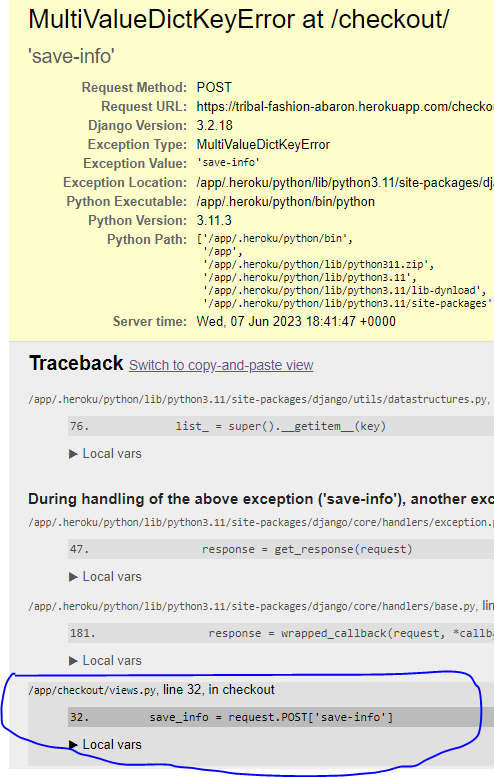 MultiValueDictKeyError at /checkout/
'save-info'
Request Method: POST
Request URL: https://tribal-fashion-abaron.herokuapp.com/checkou
Django Version: 3.2.18
Exception Type: MultiValueDictKeyError
Exception Value: 'save-info'
Exception Location: /app/.heroku/python/lib/python3.11/site-packages/dj
Python Executable: /app/.heroku/python/bin/python
Python Version: 3.11.3
Python Path: ['/app/.heroku/python/bin',
'/app',
'/app/.heroku/python/lib/python311.zip',
'/app/.heroku/python/lib/python3.11',
'/app/.heroku/python/lib/python3.11/lib-dynload',
'/app/.heroku/python/lib/python3.11/site-packages'
Server time: Wed, 07 Jun 2023 18:41:47 +0000
Traceback Switch to copy-and-paste view
/app/.heroku/python/lib/python3.11/site-packages/django/utils/datastructures.py,
76. list_ = super().__getitem__(key)
▶ Local vars
During handling of the above exception ('save-info'), another exc
/app/.heroku/python/lib/python3.11/site-packages/django/core/handlers/exception.p
47. response = get_response(request)
▶ Local vars
/app/.heroku/python/lib/python3.11/site-packages/django/core/handlers/base.py, lin
181. response = wrapped_callback(request, *callba
▶ Local vars
/app/checkout/views.py, line 32, in checkout
32. save_info = request.POST['save-info']
▶ Local vars